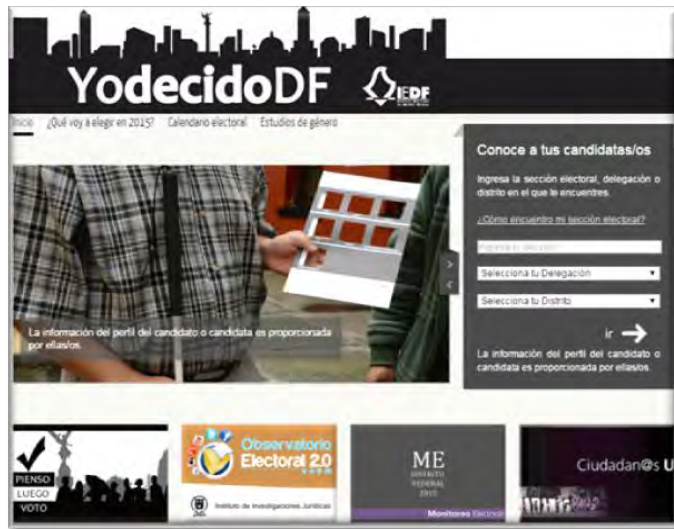 YodecidoDF
IEDF
Inicio ¿Qué voy a elegir en 2015? Calendario electoral Estudios de género
Conoce a tus candidatas/os
Ingresa la sección electoral, delegación o
distrito en el que te encuentres.
¿Cómo encuentro mi sección electoral?
Selecciona tu Delegación
Selecciona tu Distrito
ir
La información del perfil del candidato o
candidata es proporcionada por ellas/os.
La información del perfil del candidato o candidata es proporcionada
por ellas/os.
PIENSO
LUEGO
VOTO
Observatorio
Electoral 2.0
Instituto de Investigaciones Jurídicas
ME
DISTRITO
FEDERAL
2015
Monitoreo Electoral
Ciudadan@s U